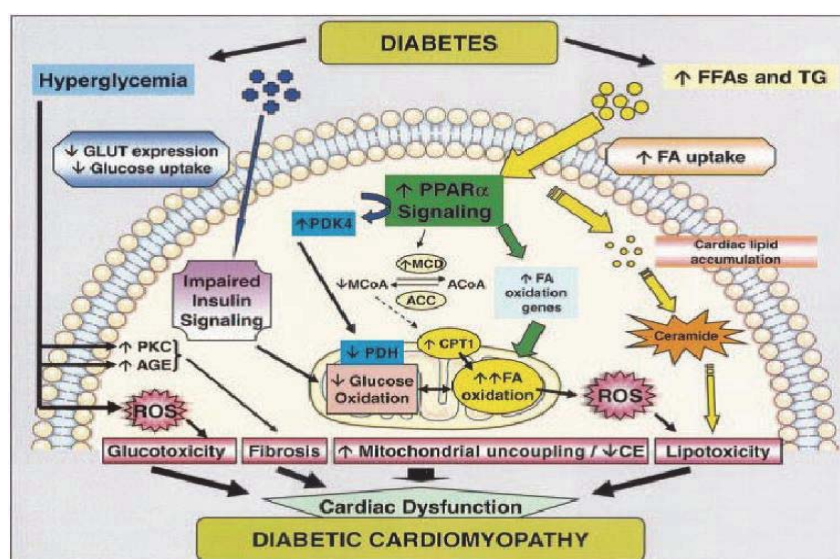 DIABETES
Hyperglycemia
↑ FFAs and TG
↓ GLUT expression
↓ Glucose uptake
↑ FA uptake
↑ PPARα
Signaling
↑PDK4
Cardiac lipid
accumulation
↑MCD
↓MCoA
ACoA
ACC
↑ FA
oxidation
genes
Impaired
Insulin
Signaling
Ceramide
↑ PKC
↑ AGE
↓ PDH
↑ CPT1
↓ Glucose
Oxidation
↑↑FA
oxidation
ROS
ROS
Glucotoxicity
Fibrosis
↑ Mitochondrial uncoupling / ↓CE
Lipotoxicity
Cardiac Dysfunction
DIABETIC CARDIOMYOPATHY